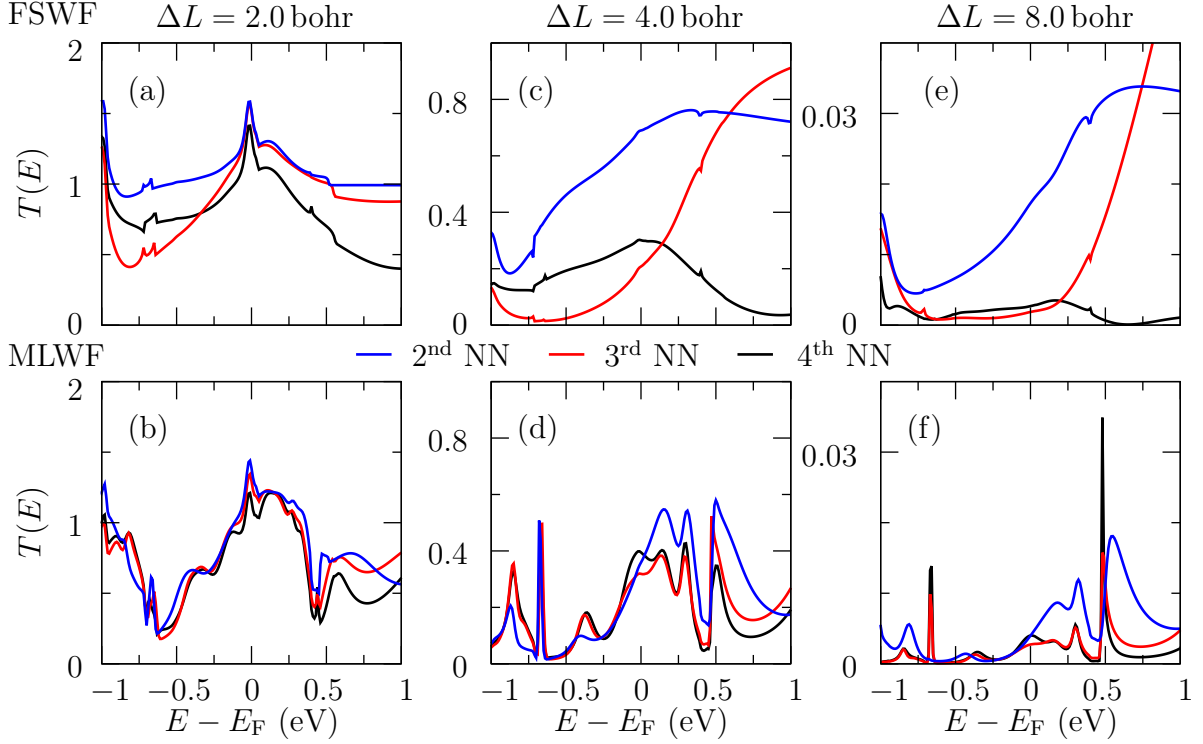 FSWF ΔL = 2.0 bohr ΔL = 4.0 bohr ΔL = 8.0 bohr
2 (a) (c) (e)
0.8
0.03
T(E) 1
0.4
0 0 0
MLWF 2nd NN 3rd NN 4th NN
2 (b) (d) (f)
0.8
0.03
T(E) 1
0.4
0 0 0
−1 −0.5 0 0.5 1 −1 −0.5 0 0.5 1 −1 −0.5 0 0.5 1
E − EF (eV) E − EF (eV) E − EF (eV)